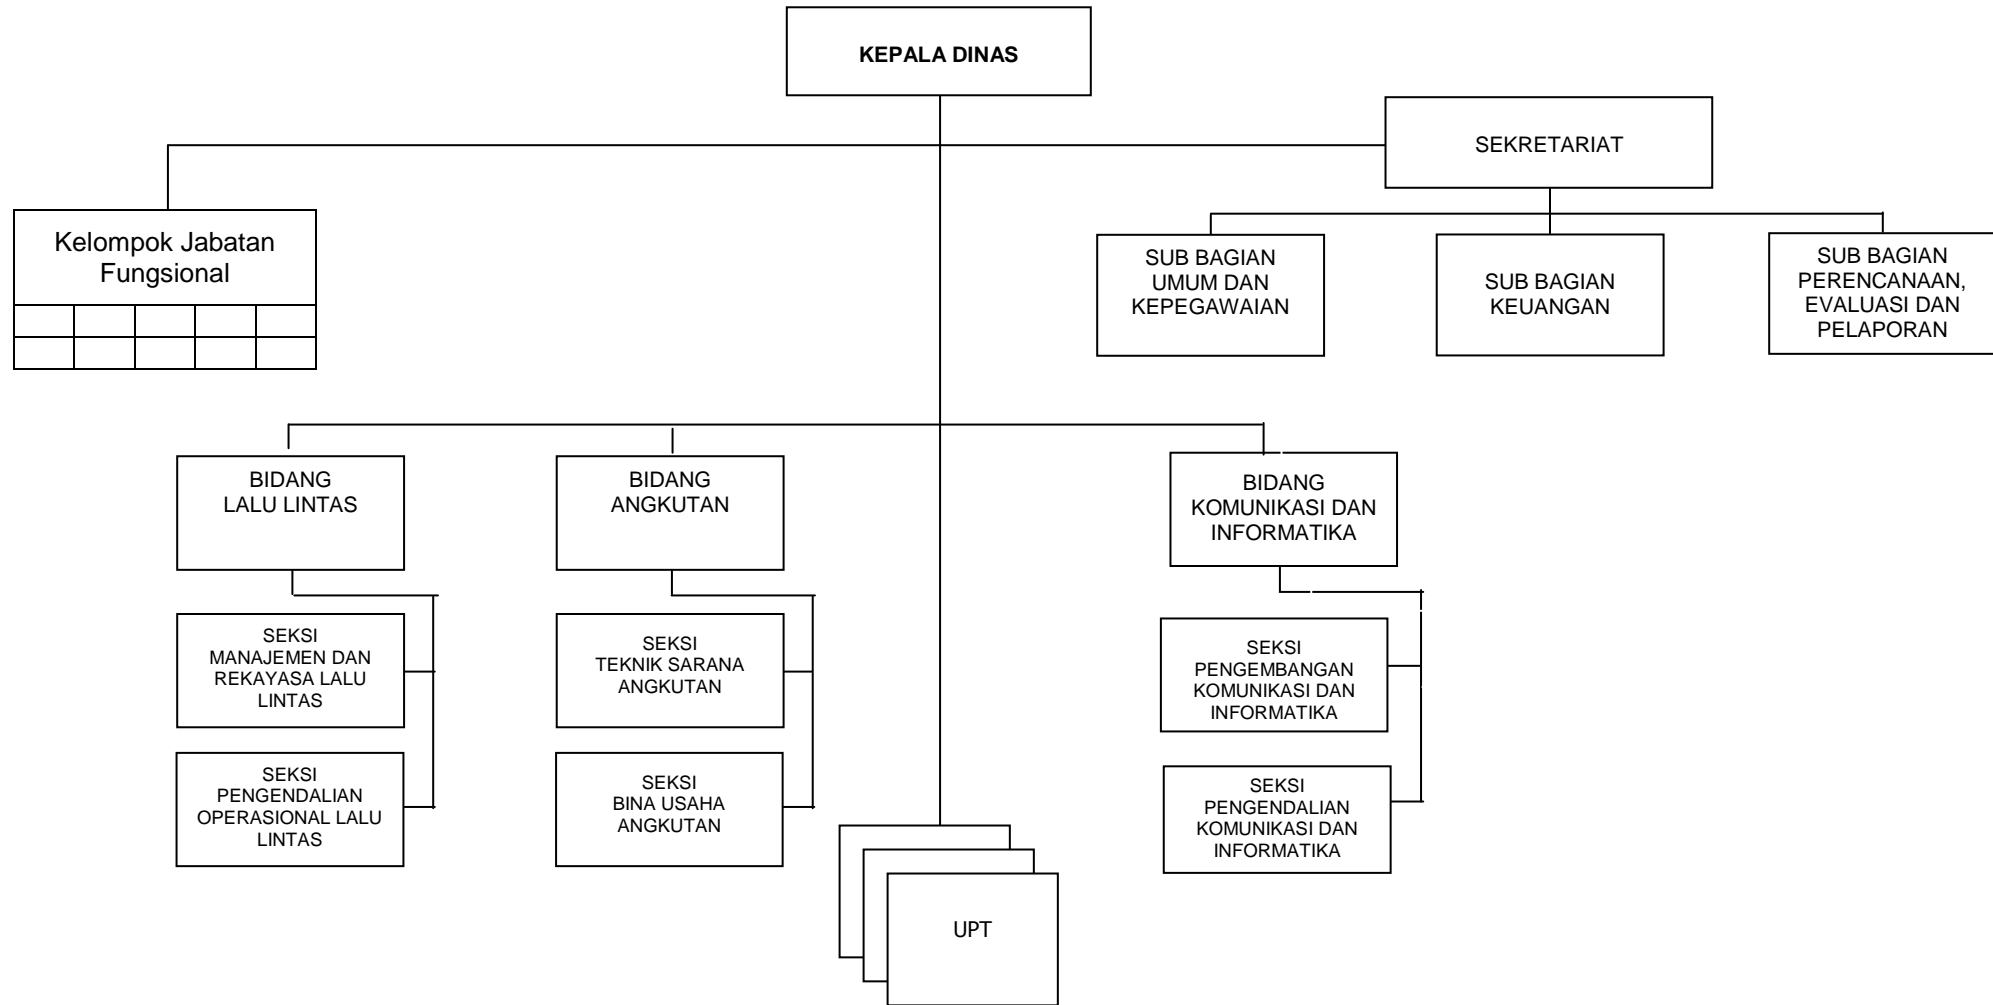 KEPALA DINAS
SEKRETARIAT
Kelompok Jabatan
Fungsional
SUB BAGIAN
UMUM DAN
KEPEGAWAIAN
SUB BAGIAN
KEUANGAN
SUB BAGIAN
PERENCANAAN,
EVALUASI DAN
PELAPORAN
BIDANG
LALU LINTAS
BIDANG
ANGKUTAN
BIDANG
KOMUNIKASI DAN
INFORMATIKA
SEKSI
MANAJEMEN DAN
REKAYASA LALU
LINTAS
SEKSI
TEKNIK SARANA
ANGKUTAN
SEKSI
PENGEMBANGAN
KOMUNIKASI DAN
INFORMATIKA
SEKSI
PENGENDALIAN
OPERASIONAL LALU
LINTAS
SEKSI
BINA USAHA
ANGKUTAN
SEKSI
PENGENDALIAN
KOMUNIKASI DAN
INFORMATIKA
UPT